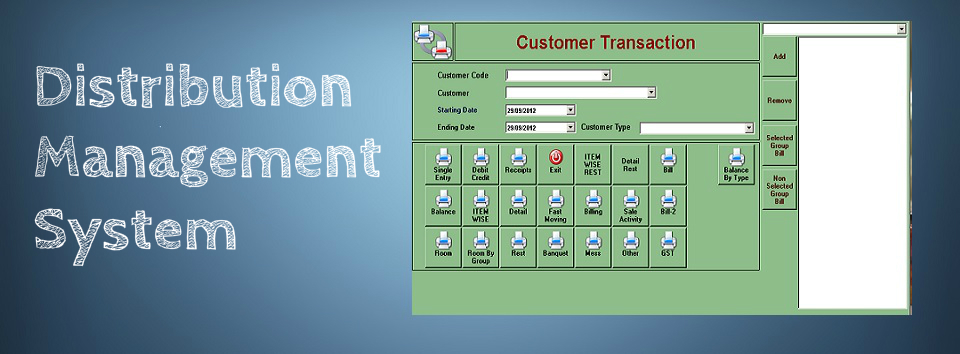 Distribution
Management
System
Customer Transaction
Customer Code
Customer
Starting Date 29/09/2012
Ending Date 29/09/2012 Customer Type
Add
Remove
Selected
Group
Bill
Non
Selected
Group
Bill
Single
Entry
Debit
Credit
Receipts
Exit
ITEM
WISE
REST
Detail
Rest
Bill
Balance
By Type
Balance
ITEM
WISE
Detail
Fast
Moving
Billing
Sale
Activity
Bill-2
Room
Room By
Group
Rest
Banquet
Mess
Other
GST